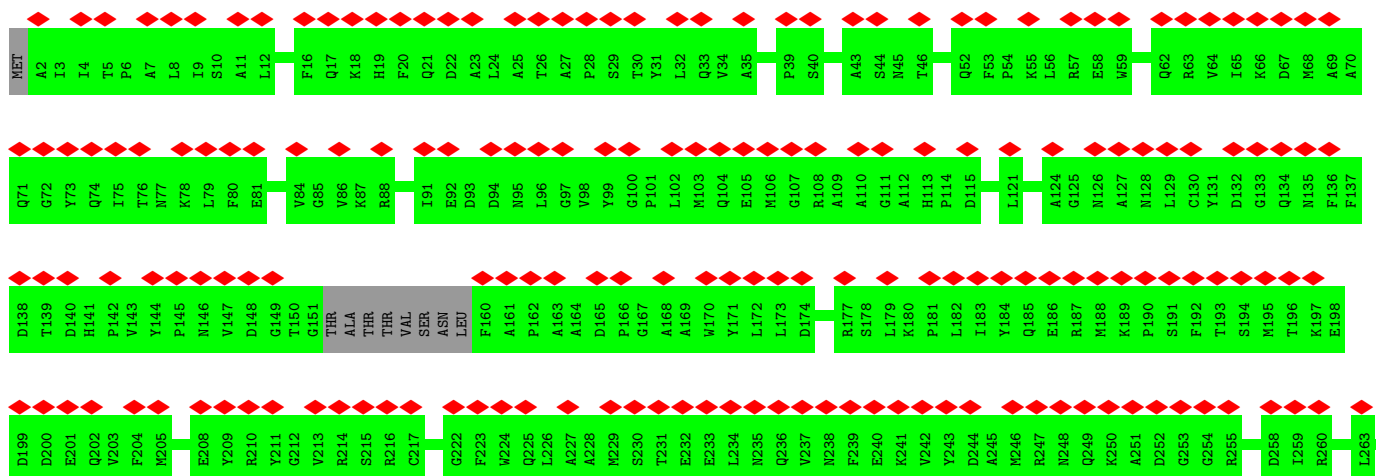 MET A2 I3 I4 T5 P6 A7 L8 I9 S10 A11 L12 F16 Q17 K18 H19 F20 Q21 D22 A23 L24 A25 T26 A27 P28 S29 T30 Y31 L32 Q33 V34 A35 P39 S40 A43 S44 N45 T46 Q52 F53 P54 K55 L56 R57 E58 W59 Q62 R63 V64 I65 K66 D67 M68 A69 A70
Q71 G72 Y73 Q74 I75 T76 N77 K78 L79 F80 E81 V84 G85 V86 K87 R88 I91 E92 D93 D94 N95 L96 G97 V98 Y99 G100 P101 L102 M103 Q104 E105 M106 G107 R108 A109 A110 G111 A112 H113 P114 D115 L121 A124 G125 N126 A127 N128 L129 C130 Y131 D132 G133 Q134 N135 F136 F137
D138 T139 D140 H141 P142 V143 Y144 P145 N146 V147 D148 G149 T150 G151 THR ALA THR THR VAL SER ASN LEU F160 A161 P162 A163 A164 D165 P166 G167 A168 A169 W170 Y171 L172 L173 D174 R177 S178 L179 K180 P181 L182 I183 Y184 Q185 E186 R187 M188 K189 P190 S191 F192 T193 S194 M195 T196 K197 E198
D199 D200 E201 Q202 V203 F204 M205 E208 Y209 R210 Y211 G212 V213 R214 S215 R216 C217 G222 F223 W224 Q225 L226 A227 A228 M229 S230 T231 E232 E233 L234 N235 Q236 V237 N238 F239 E240 K241 V242 Y243 D244 A245 M246 R247 N248 Q249 K250 A251 D252 G253 G254 R255 D258 I259 R260 L263